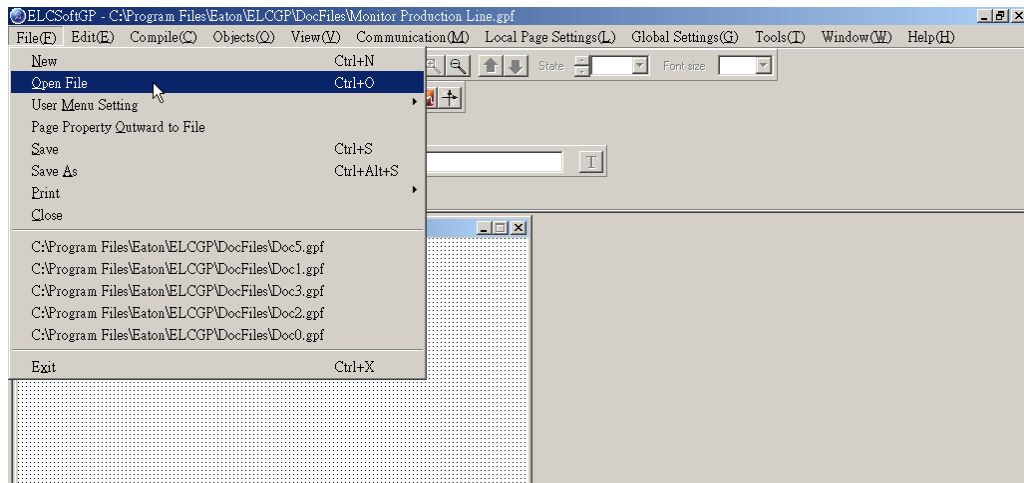 ELCSoftGP - C:\Program Files\Eaton\ELCGP\DocFiles\Monitor Production Line.gpf
File(F) Edit(E) Compile(C) Objects(O) View(V) Communication(M) Local Page Settings(L) Global Settings(G) Tools(T) Window(W) Help(H)
New Ctrl+N
State Font size
Open File Ctrl+O
User Menu Setting
Page Property Qutward to File
Save Ctrl+S
T
Save As Ctrl+Alt+S
Print
Close
C:\Program Files\Eaton\ELCGP\DocFiles\Doc5.gpf
C:\Program Files\Eaton\ELCGP\DocFiles\Doc1.gpf
C:\Program Files\Eaton\ELCGP\DocFiles\Doc3.gpf
C:\Program Files\Eaton\ELCGP\DocFiles\Doc2.gpf
C:\Program Files\Eaton\ELCGP\DocFiles\Doc0.gpf
Exit Ctrl+X